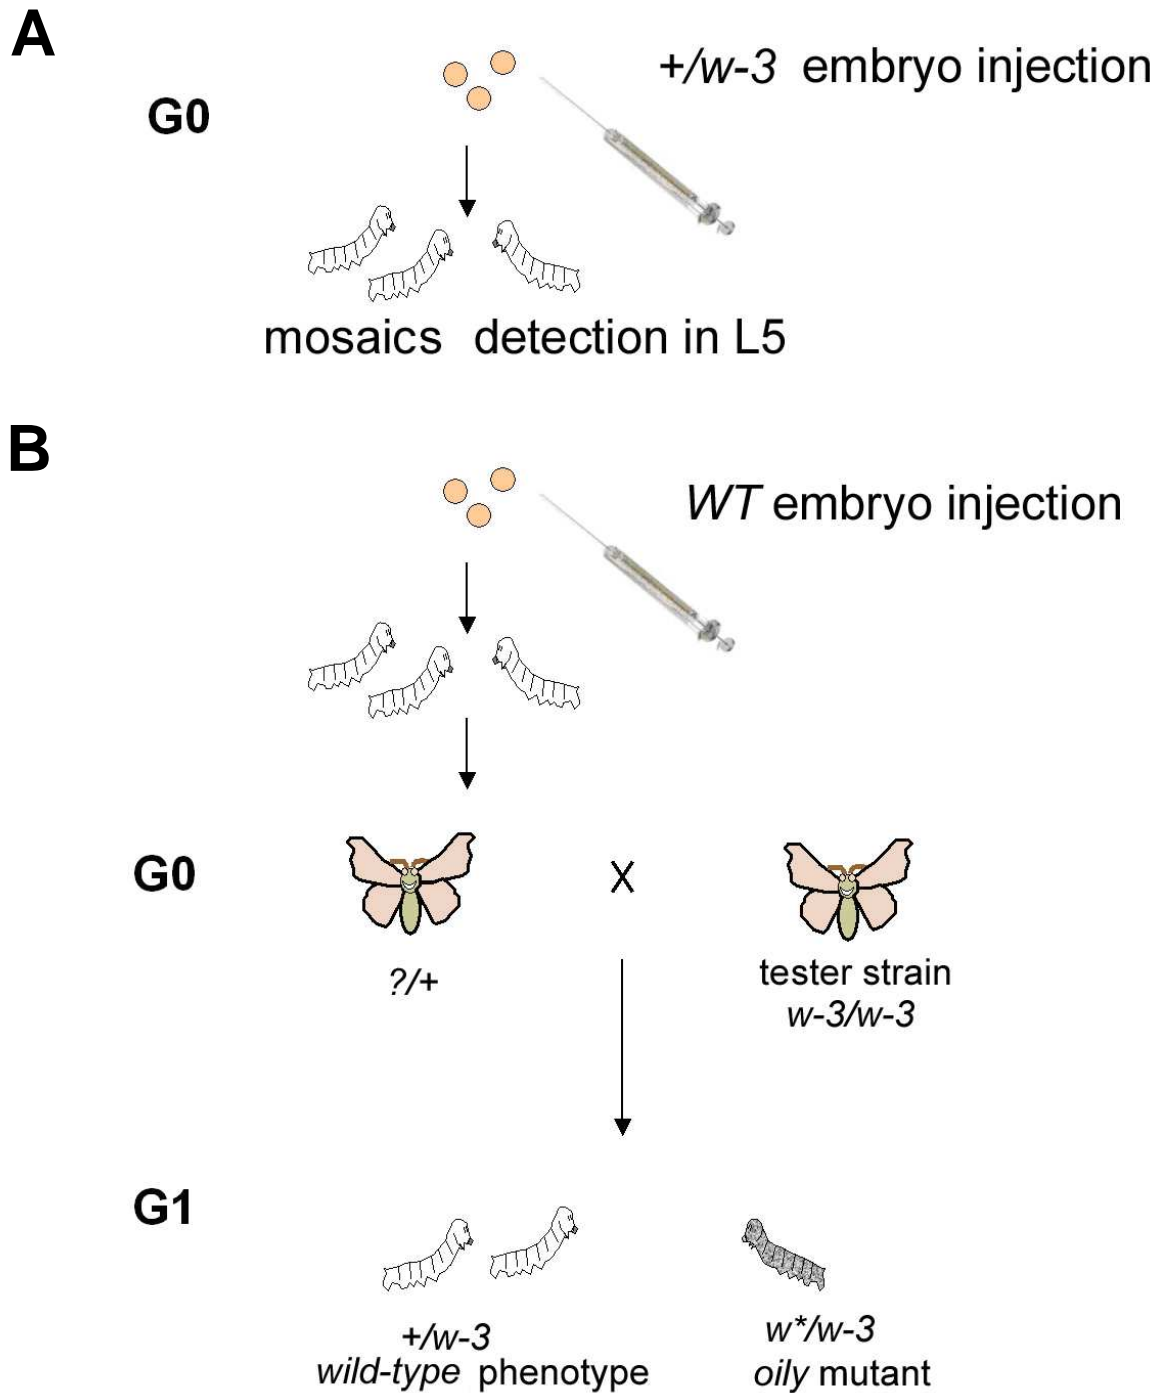 A
+/w-3 embryo injection
G0
mosaics detection in L5
B
WT embryo injection
G0
X
?/+
tester strain
w-3/w-3
G1
+/w-3
wild-type phenotype
w*/w-3
oily mutant